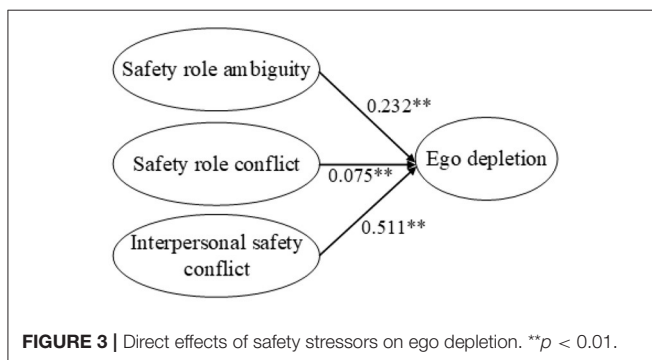 Safety role ambiguity
0.232**
Safety role conflict
0.075**
Ego depletion
Interpersonal safety
conflict
0.511**
FIGURE 3 | Direct effects of safety stressors on ego depletion. **p < 0.01.